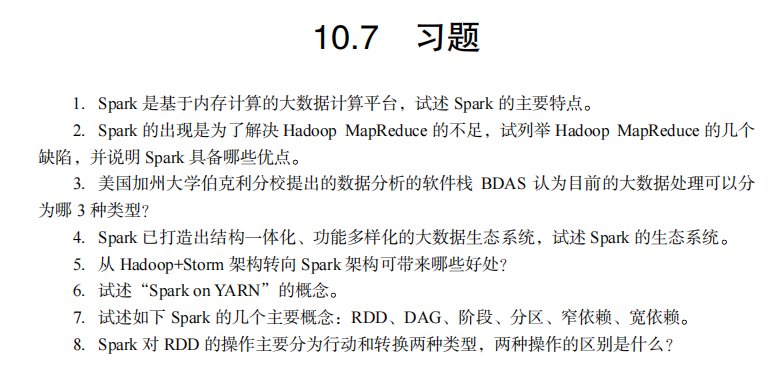 10.7 习题
1. Spark 是基于内存计算的大数据计算平台，试述 Spark 的主要特点。
2. Spark 的出现是为了解决 Hadoop MapReduce 的不足，试列举 Hadoop MapReduce 的几个
缺陷，并说明 Spark 具备哪些优点。
3. 美国加州大学伯克利分校提出的数据分析的软件栈 BDAS 认为目前的大数据处理可以分
为哪 3 种类型？
4. Spark 已打造出结构一体化、功能多样化的大数据生态系统，试述 Spark 的生态系统。
5. 从 Hadoop+Storm 架构转向 Spark 架构可带来哪些好处？
6. 试述“Spark on YARN”的概念。
7. 试述如下 Spark 的几个主要概念：RDD、DAG、阶段、分区、窄依赖、宽依赖。
8. Spark 对 RDD 的操作主要分为行动和转换两种类型，两种操作的区别是什么？